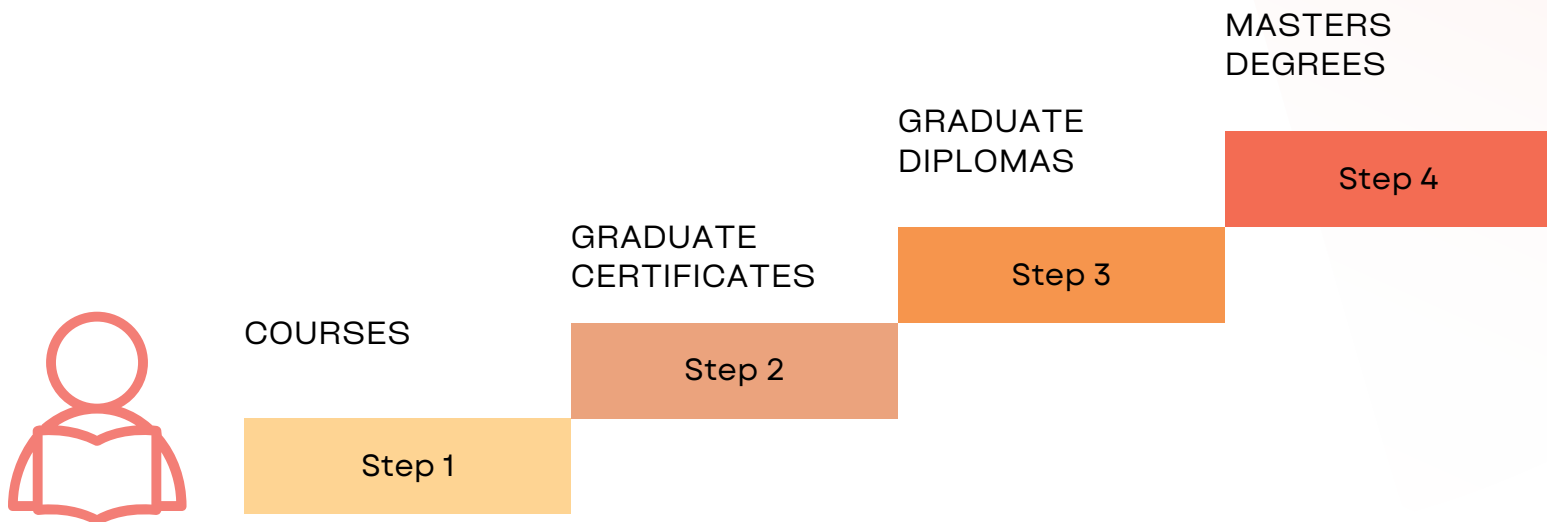 COURSES
Step 1
GRADUATE
CERTIFICATES
Step 2
GRADUATE
DIPLOMAS
Step 3
MASTERS
DEGREES
Step 4